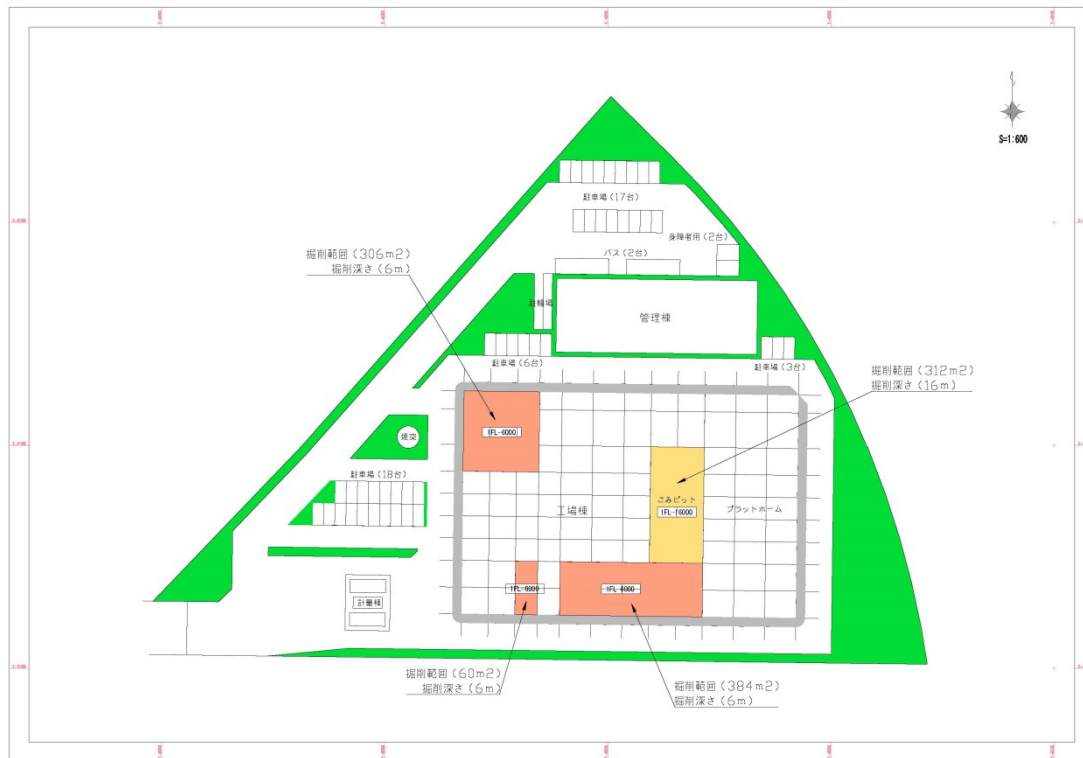 S=1:600
駐車場(17台)
身障者用(2台)
バス(2台)
掘削範囲(306m2)
掘削深さ(6m)
駐輪場
管理棟
駐車場(6台)
駐車場(3台)
掘削範囲(312m2)
掘削深さ(16m)
1FL-6000
煙突
駐車場(18台)
ごみピット
工場棟
1FL-16000
プラットホーム
1FL-6000
1FL-6000
計量棟
掘削範囲(60m2)
掘削深さ(6m)
掘削範囲(384m2)
掘削深さ(6m)